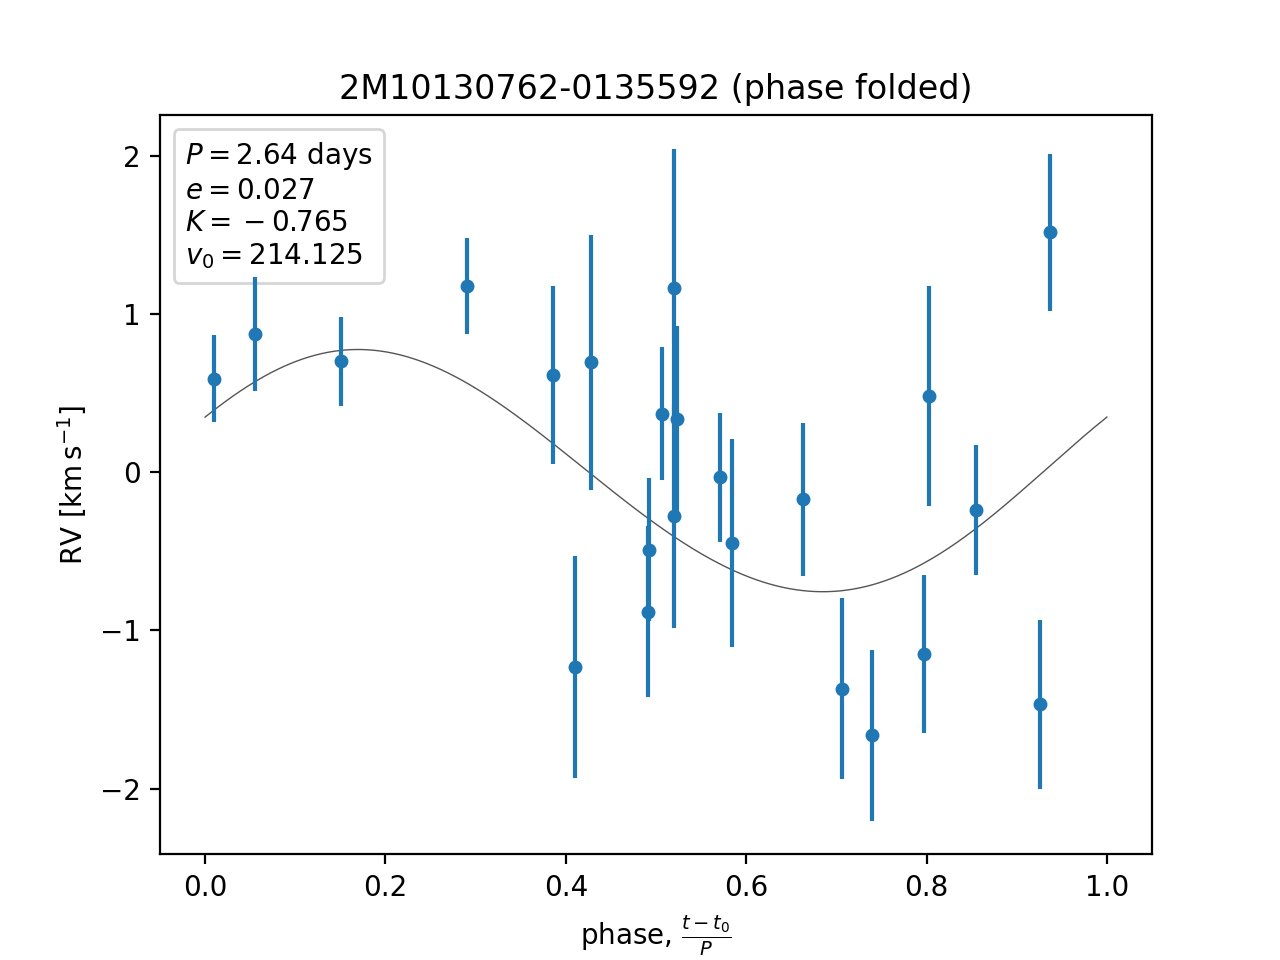 2M10130762-0135592 (phase folded)
P = 2.64 days
e = 0.027
K = −0.765
v₀ = 214.125
RV [km s⁻¹]
2
1
0
−1
−2
0.0 0.2 0.4 0.6 0.8 1.0
phase, (t − t₀)/P